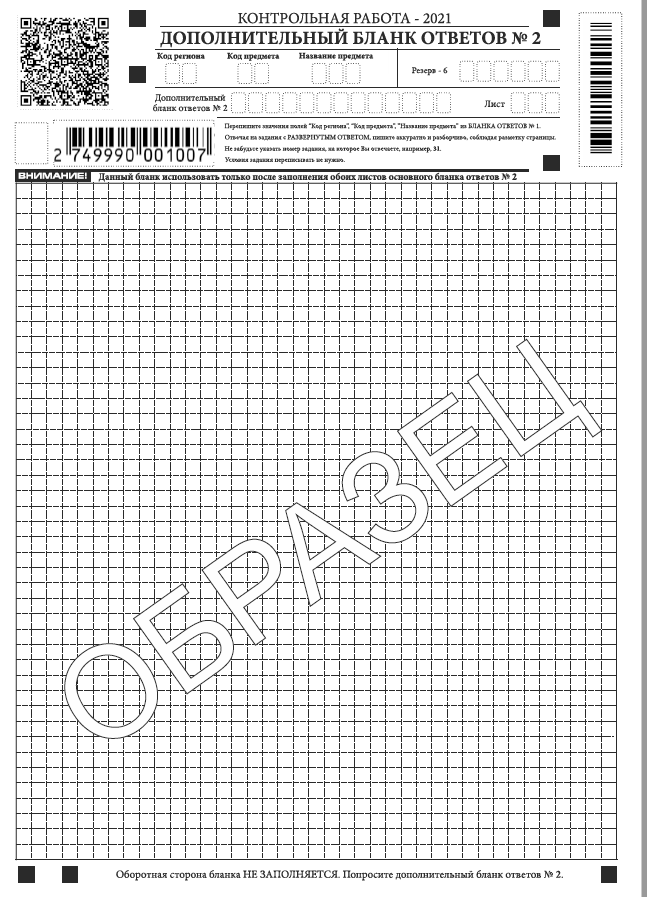 КОНТРОЛЬНАЯ РАБОТА - 2021
ДОПОЛНИТЕЛЬНЫЙ БЛАНК ОТВЕТОВ № 2
Код региона Код предмета Название предмета
Резерв - 6
Дополнительный
бланк ответов № 2
Лист
2 749990 001007
Перепишите значения полей "Код региона", "Код предмета", "Название предмета" из БЛАНКА ОТВЕТОВ № 1.
Отвечая на задания с РАЗВЕРНУТЫМ ОТВЕТОМ, пишите аккуратно и разборчиво, соблюдая разметку страницы.
Не забудьте указать номер задания, на которое Вы отвечаете, например, 31.
Условия задания переписывать не нужно.
ВНИМАНИЕ! Данный бланк использовать только после заполнения обоих листов основного бланка ответов № 2
ОБРАЗЕЦ
Оборотная сторона бланка НЕ ЗАПОЛНЯЕТСЯ. Попросите дополнительный бланк ответов № 2.